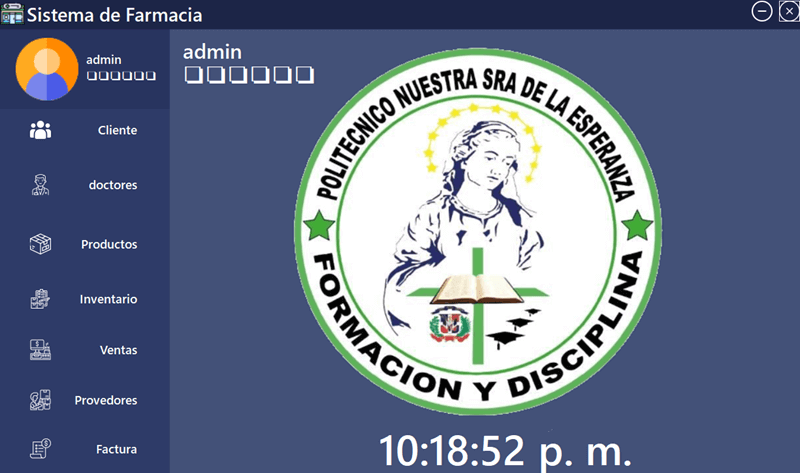 Sistema de Farmacia
admin
❏❏❏❏❏❏
Cliente
doctores
Productos
Inventario
Ventas
Provedores
Factura
admin
❏❏❏❏❏❏
POLITECNICO NUESTRA SRA DE LA ESPERANZA
FORMACION Y DISCIPLINA
10:18:52 p. m.